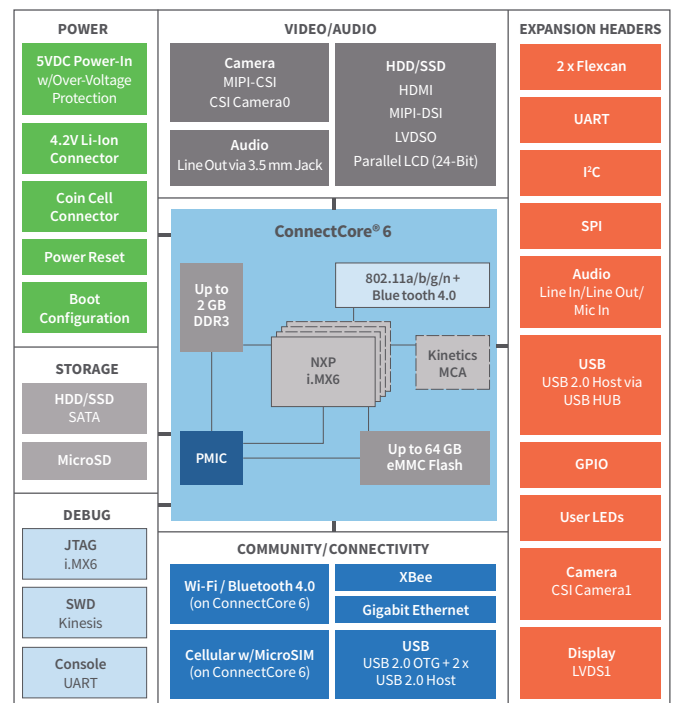 POWER
5VDC Power-In
w/Over-Voltage
Protection
4.2V Li-Ion
Connector
Coin Cell
Connector
Power Reset
Boot
Configuration
STORAGE
HDD/SSD
SATA
MicroSD
DEBUG
JTAG
i.MX6
SWD
Kinesis
Console
UART
VIDEO/AUDIO
Camera
MIPI-CSI
CSI Camera0
Audio
Line Out via 3.5 mm Jack
HDD/SSD
HDMI
MIPI-DSI
LVDSO
Parallel LCD (24-Bit)
ConnectCore® 6
Up to
2 GB
DDR3
802.11a/b/g/n +
Blue tooth 4.0
NXP
i.MX6
Kinetics
MCA
PMIC
Up to 64 GB
eMMC Flash
COMMUNITY/CONNECTIVITY
Wi-Fi / Bluetooth 4.0
(on ConnectCore 6)
XBee
Gigabit Ethernet
Cellular w/MicroSIM
(on ConnectCore 6)
USB
USB 2.0 OTG + 2 x
USB 2.0 Host
EXPANSION HEADERS
2 x Flexcan
UART
I²C
SPI
Audio
Line In/Line Out/
Mic In
USB
USB 2.0 Host via
USB HUB
GPIO
User LEDs
Camera
CSI Camera1
Display
LVDS1